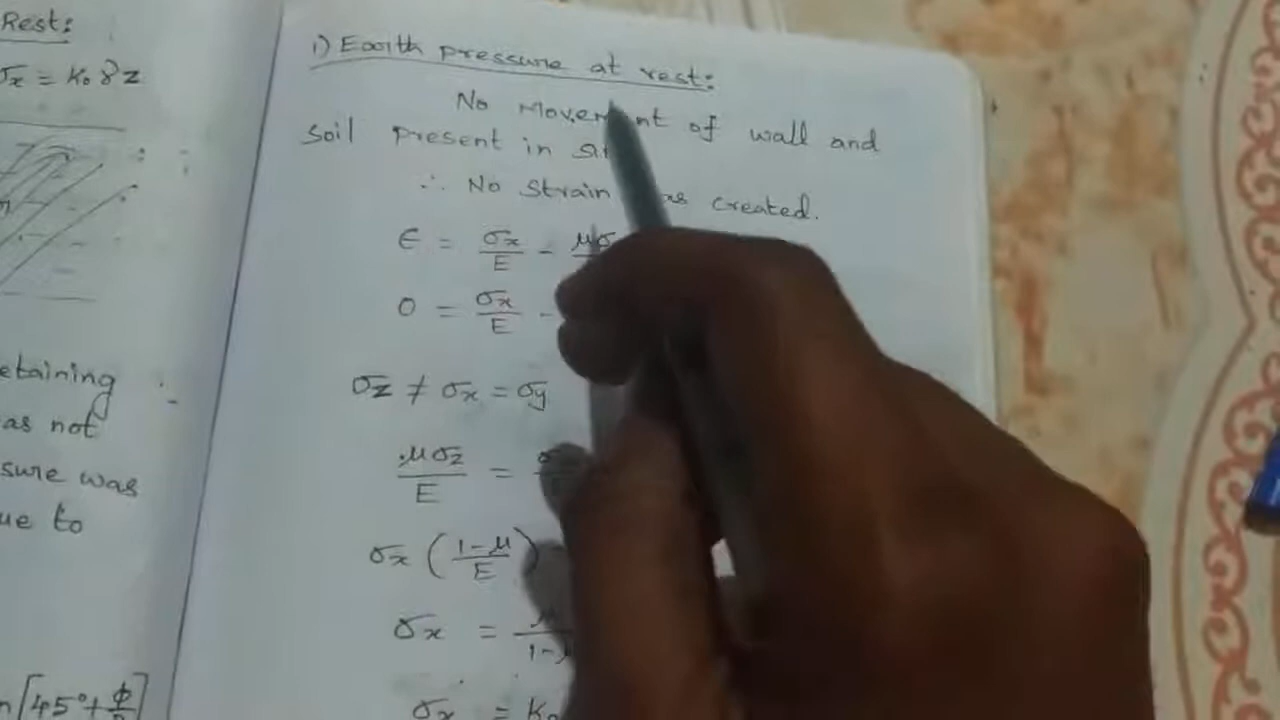 Rest:
σx = K₀ γ z
etaining
as not
sure was
ue to
[45° + φ
i) Earth pressure at rest:
No Movement of wall and
Soil present in
∴ No Strain created.
ϵ = σx/E - μσ
0 = σx/E -
σz ≠ σx = σy
μσz/E =
σx (1-μ/E)
σx =
σx = K₀